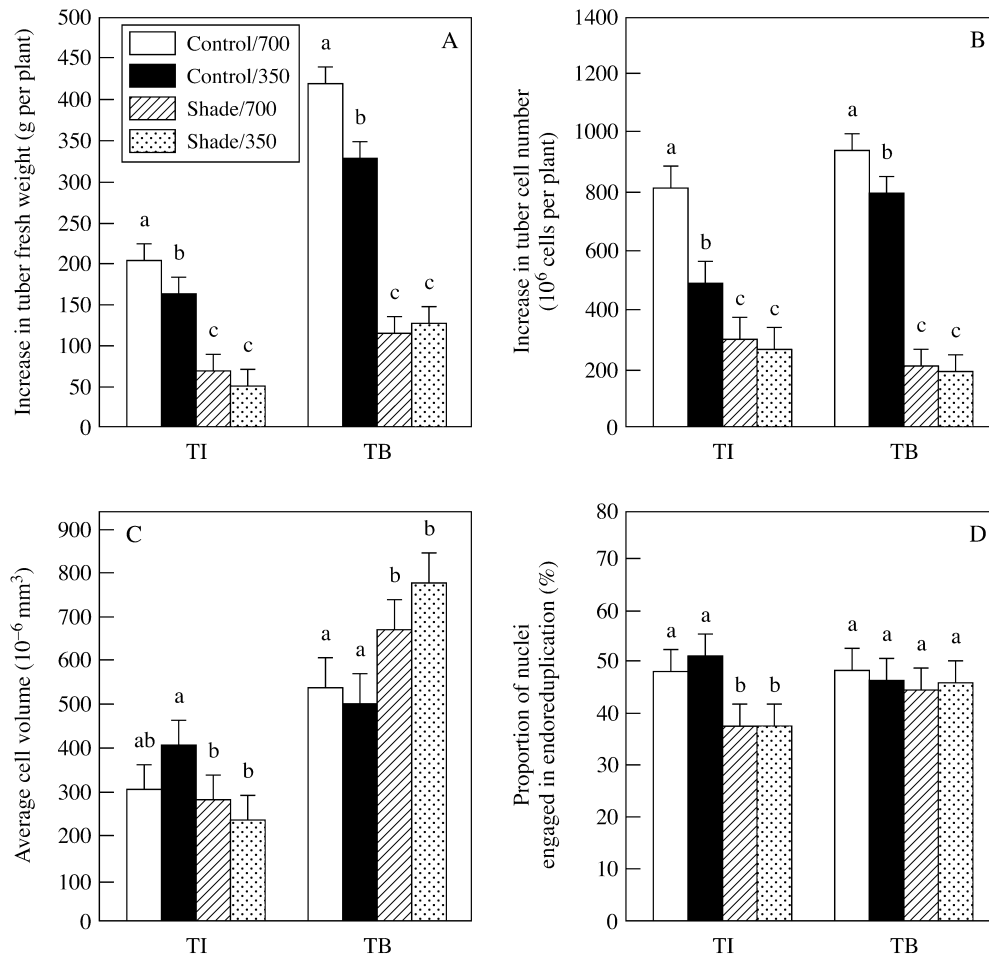 Increase in tuber fresh weight (g per plant)
500
450
400
350
300
250
200
150
100
50
0
Control/700
Control/350
Shade/700
Shade/350
A
a
b
c
c
a
b
c
c
TI
TB
Increase in tuber cell number
(10⁶ cells per plant)
1400
1200
1000
800
600
400
200
0
B
a
b
c
c
a
b
c
c
TI
TB
Average cell volume (10⁻⁶ mm³)
900
800
700
600
500
400
300
200
100
0
C
ab
a
b
b
a
a
b
b
TI
TB
Proportion of nuclei
engaged in endoreduplication (%)
80
70
60
50
40
30
20
10
0
D
a
a
b
b
a
a
a
a
TI
TB